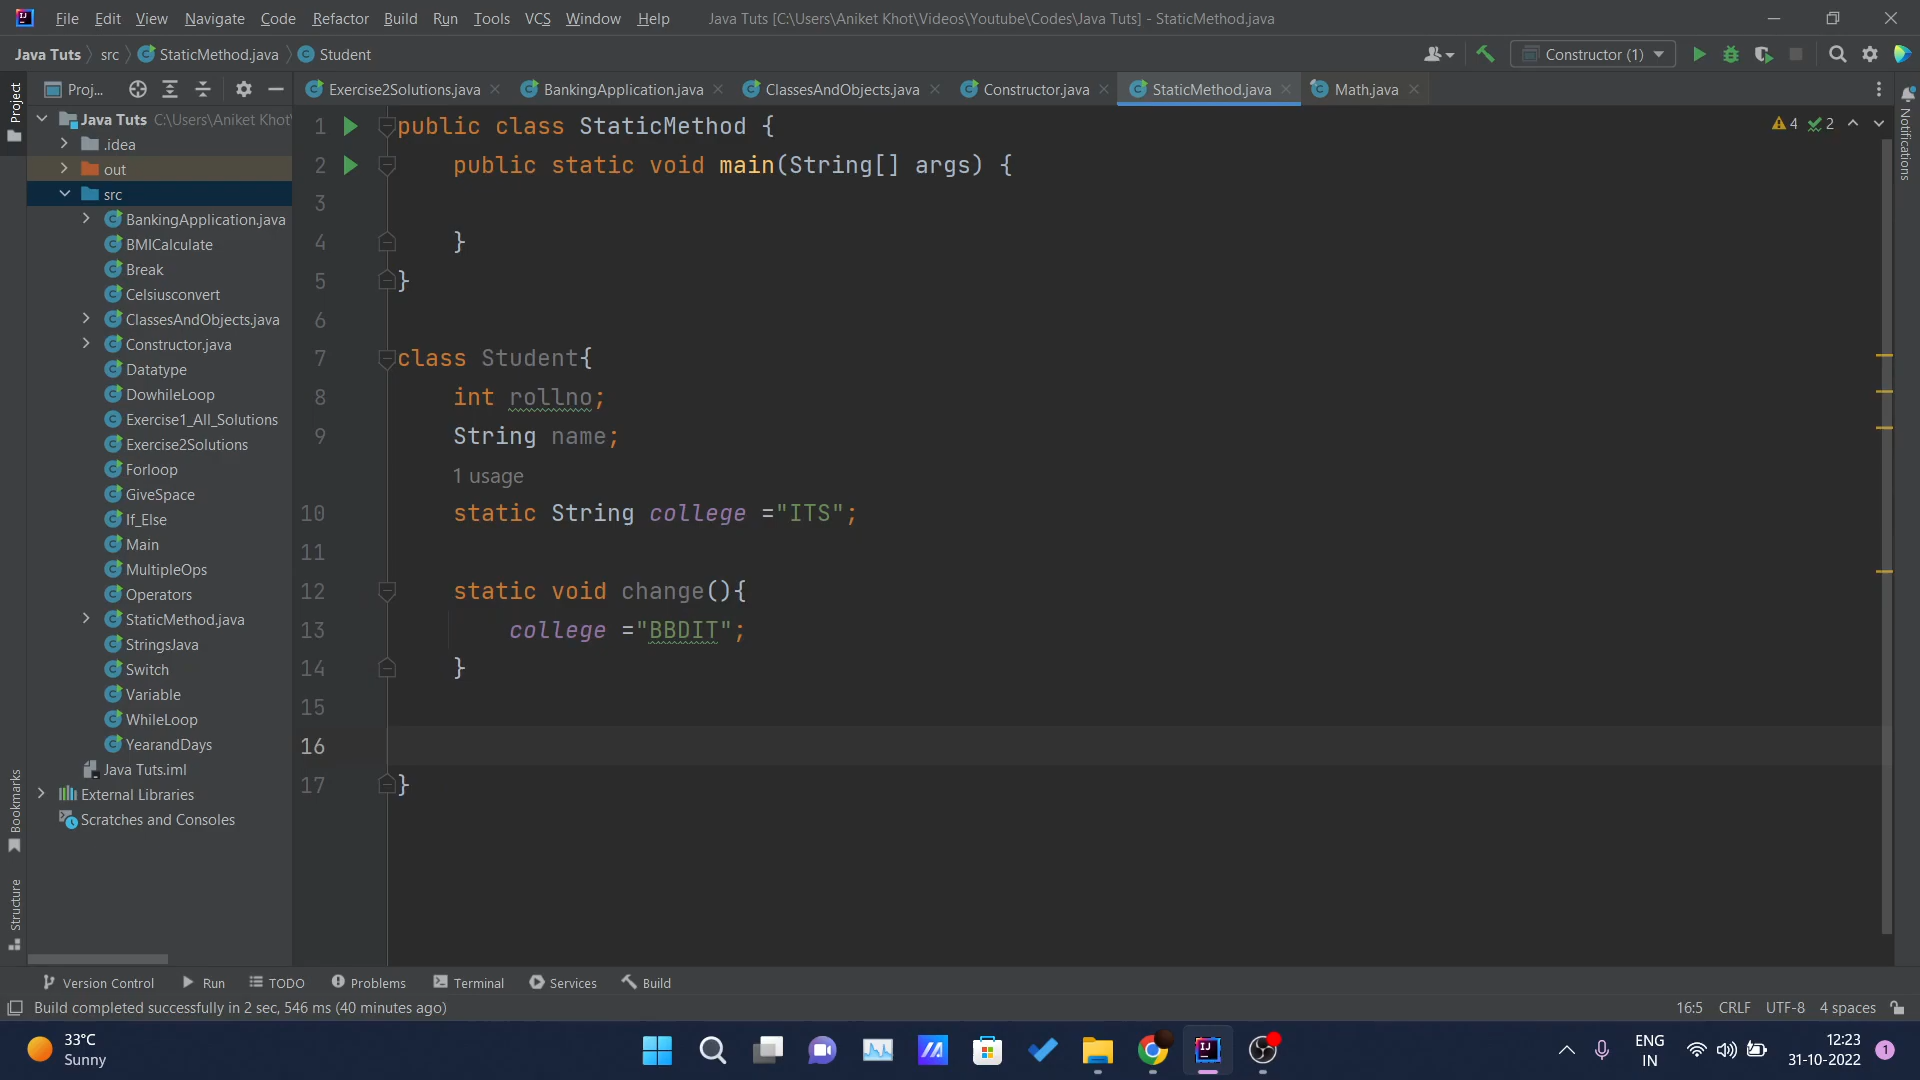 File Edit View Navigate Code Refactor Build Run Tools VCS Window Help Java Tuts [C:\Users\Aniket Khot\Videos\Youtube\Codes\Java Tuts] - StaticMethod.java
Java Tuts src StaticMethod.java Student Constructor (1)
Proj... Exercise2Solutions.java BankingApplication.java ClassesAndObjects.java Constructor.java StaticMethod.java Math.java
Project
Java Tuts C:\Users\Aniket Khot\
.idea
out
src
BankingApplication.java
BMICalculate
Break
Celsiusconvert
ClassesAndObjects.java
Constructor.java
Datatype
DowhileLoop
Exercise1_All_Solutions
Exercise2Solutions
Forloop
GiveSpace
If_Else
Main
MultipleOps
Operators
StaticMethod.java
StringsJava
Switch
Variable
WhileLoop
YearandDays
Java Tuts.iml
External Libraries
Scratches and Consoles
Bookmarks
Structure
1 public class StaticMethod {
2 public static void main(String[] args) {
3
4 }
5 }
6
7 class Student{
8 int rollno;
9 String name;
1 usage
10 static String college ="ITS";
11
12 static void change(){
13 college ="BBDIT";
14 }
15
16
17 }
4 2
Notifications
Version Control Run TODO Problems Terminal Services Build
Build completed successfully in 2 sec, 546 ms (40 minutes ago) 16:5 CRLF UTF-8 4 spaces
33°C
Sunny
ENG
IN
12:23
31-10-2022
1